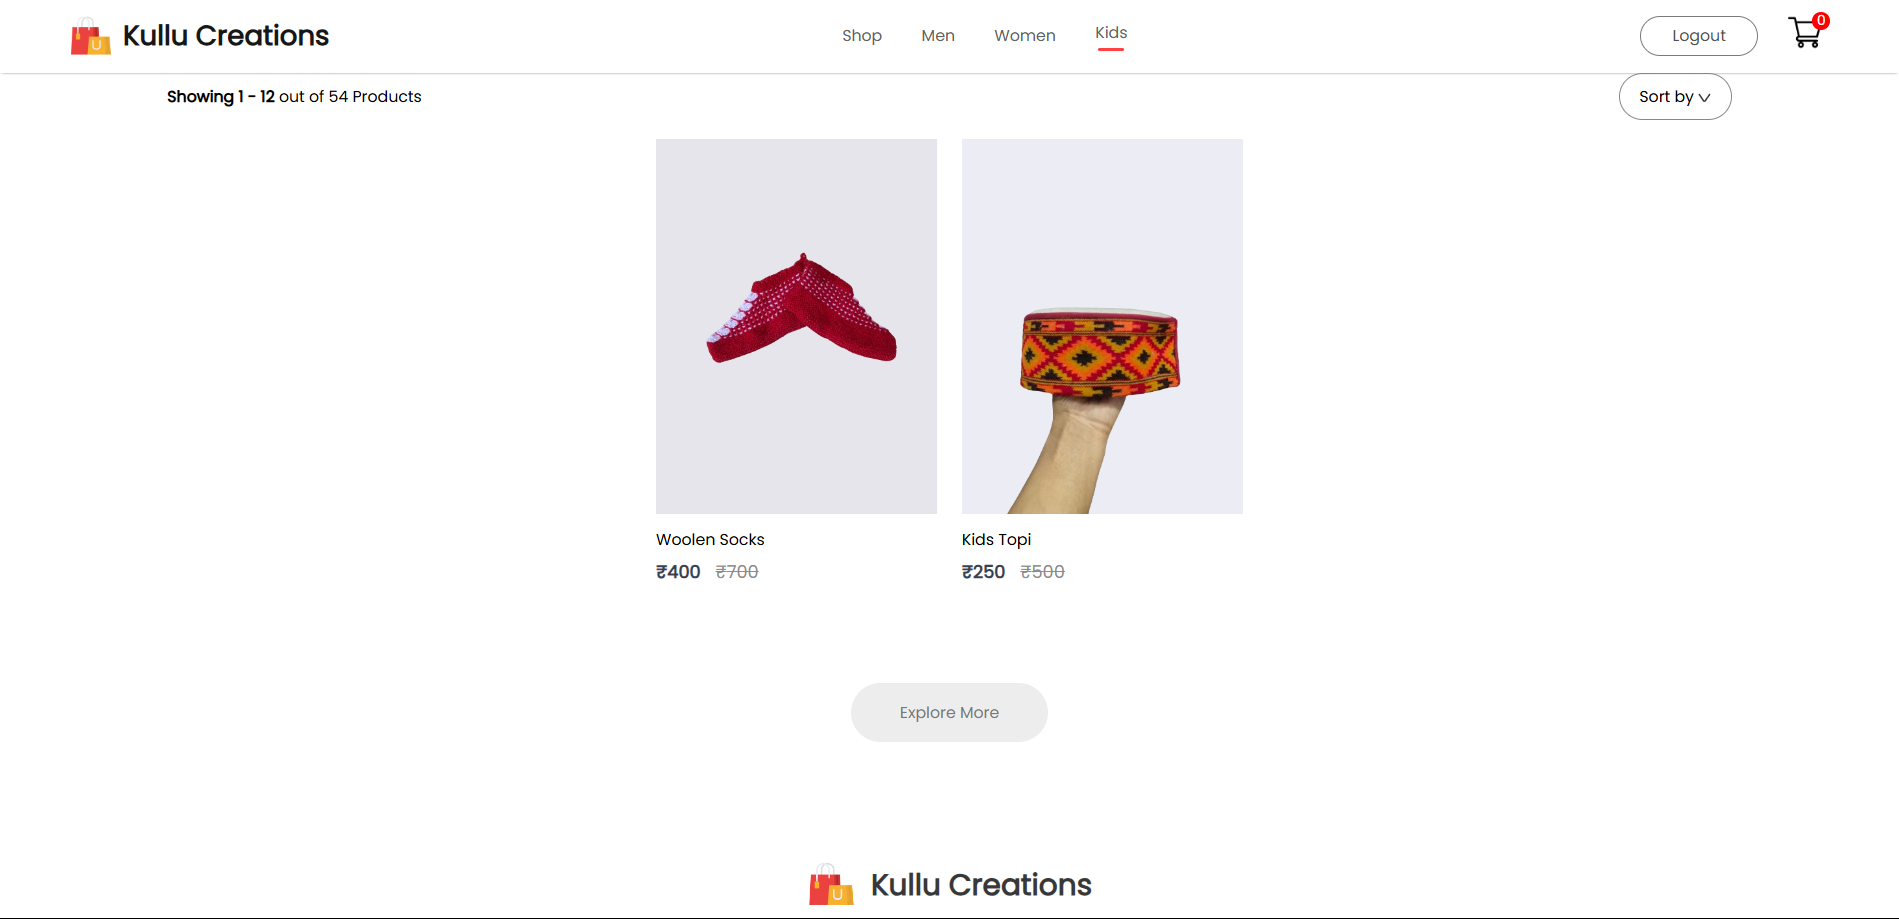 Kullu Creations
Shop
Men
Women
Kids
Logout
0
Showing 1 - 12 out of 54 Products
Sort by
Woolen Socks
₹400 ₹700
Kids Topi
₹250 ₹500
Explore More
U
Kullu Creations
U